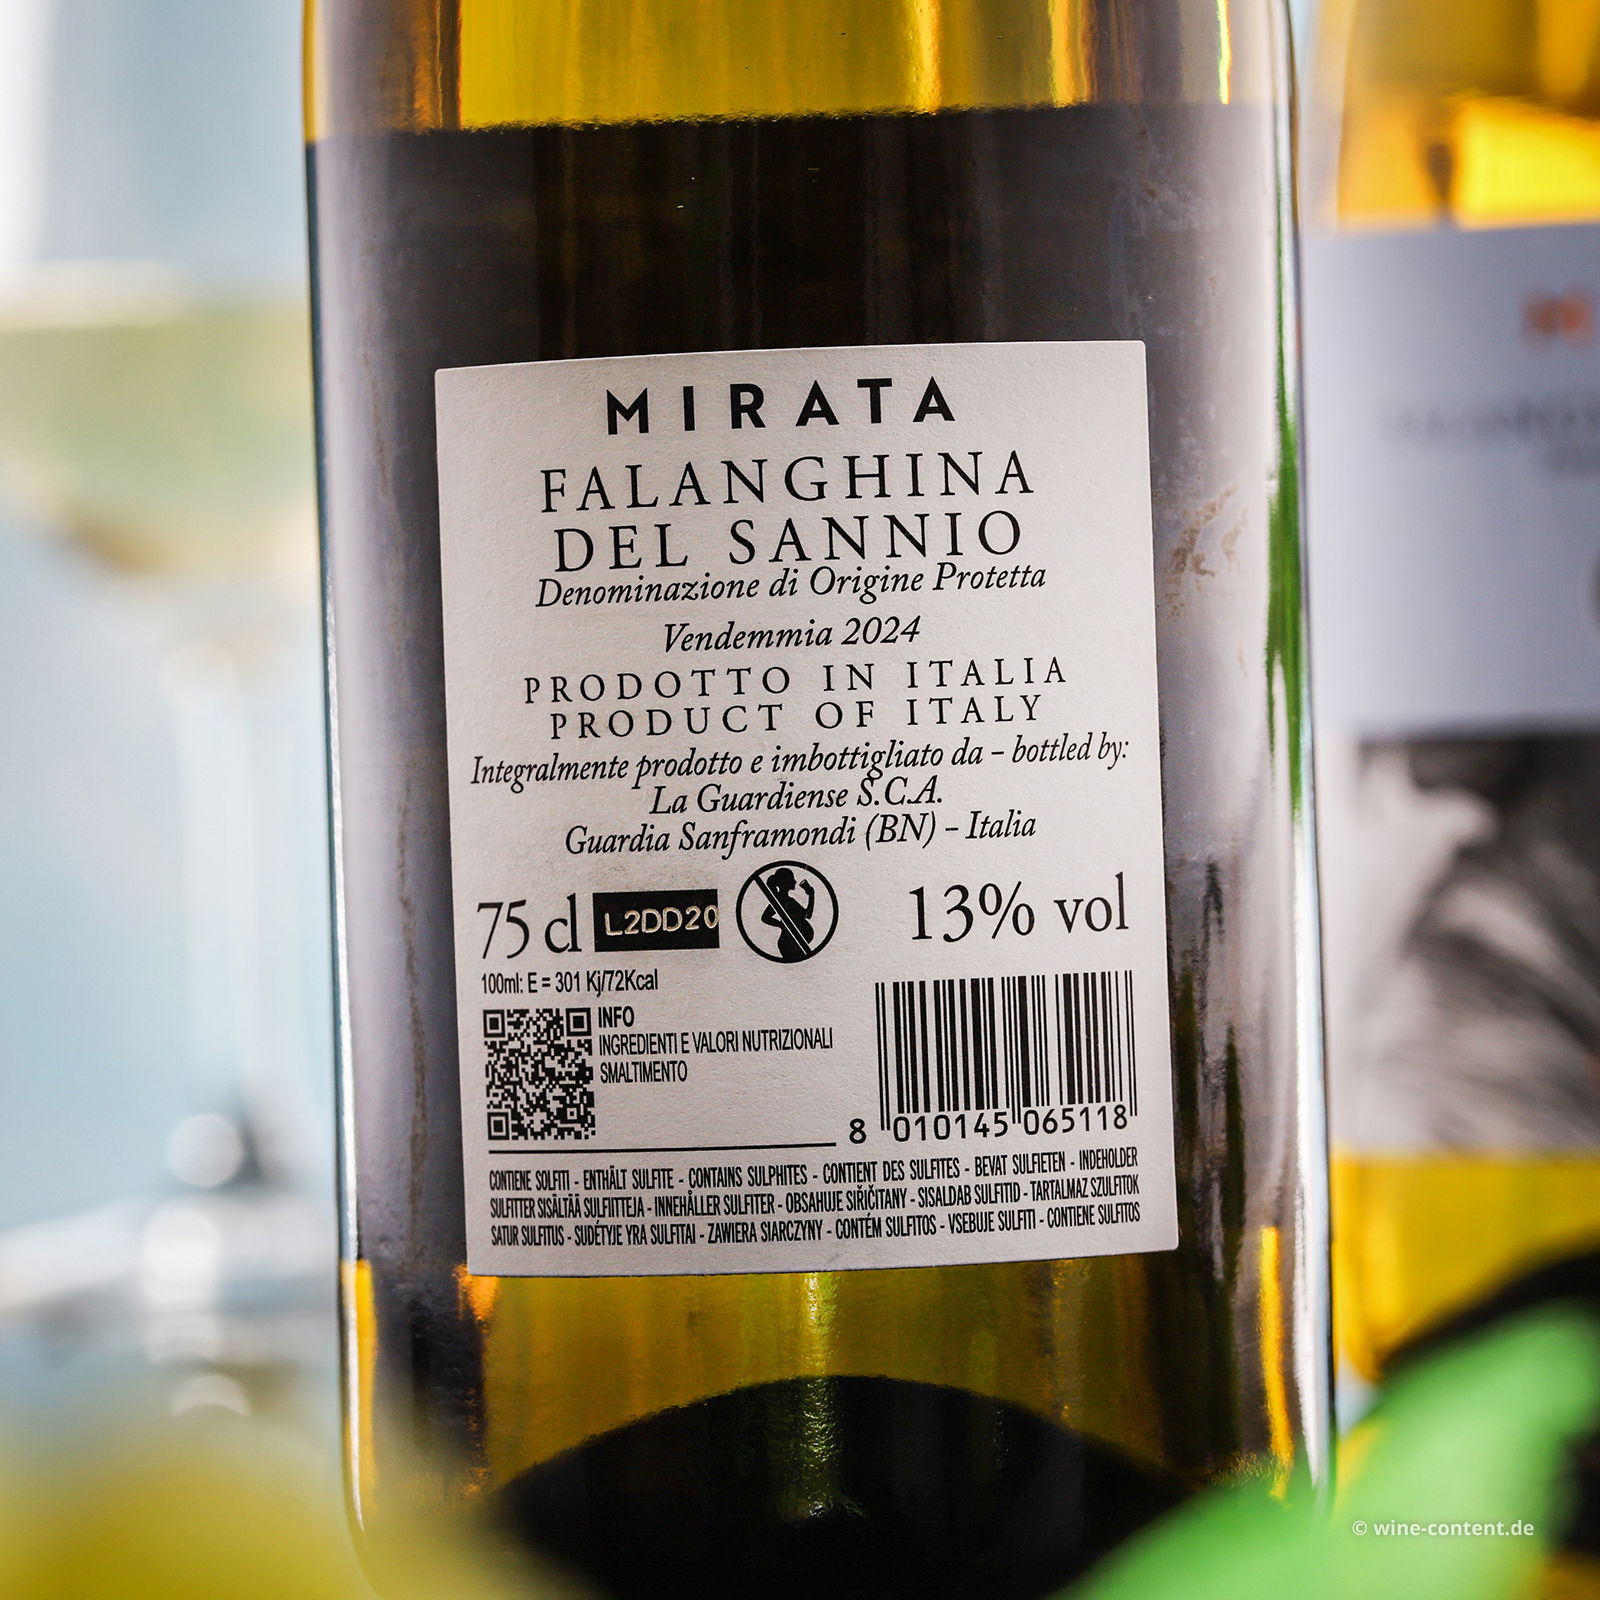 MIRATA
FALANGHINA
DEL SANNIO
Denominazione di Origine Protetta
Vendemmia 2024
PRODOTTO IN ITALIA
PRODUCT OF ITALY
Integralmente prodotto e imbottigliato da – bottled by:
La Guardiense S.C.A.
Guardia Sanframondi (BN) – Italia
75 cl L2DD20 13% vol
100ml: E = 301 Kj/72Kcal
INFO
INGREDIENTI E VALORI NUTRIZIONALI
SMALTIMENTO
8 010145 065118
CONTIENE SOLFITI - ENTHÄLT SULFITE - CONTAINS SULPHITES - CONTIENT DES SULFITES - BEVAT SULFIETEN - INDEHOLDER
SULFITTER SISÄLTÄÄ SULFIITTEJA - INNEHÅLLER SULFITER - OBSAHUJE SIŘIČITANY - SISALDAB SULFITID - TARTALMAZ SZULFITOK
SATUR SULFITUS - SUDÉTYJE YRA SULFITAI - ZAWIERA SIARCZYNY - CONTÉM SULFITOS - VSEBUJE SULFITI - CONTIENE SULFITOS
© wine-content.de